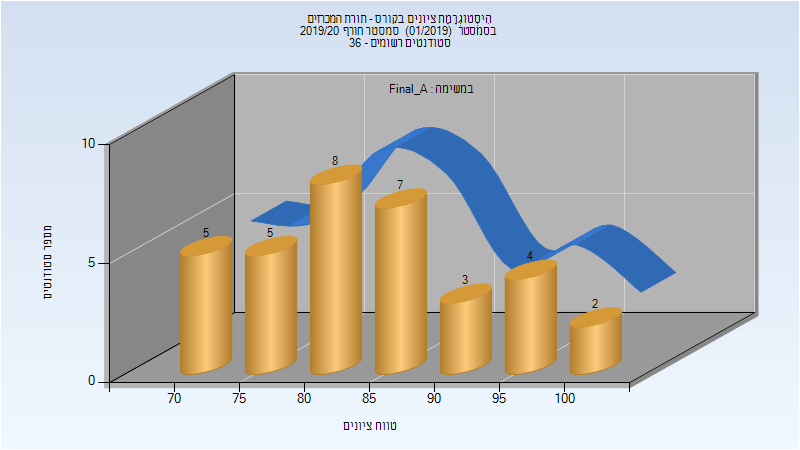 היסטוגרמת ציונים בקורס - תורת המכרזים
בסמסטר (01/2019) סמסטר חורף 2019/20
סטודנטים רשומים - 36
במשימה : Final_A
מספר סטודנטים
10
5
0
5
5
8
7
3
4
2
70
75
80
85
90
95
100
טווח ציונים